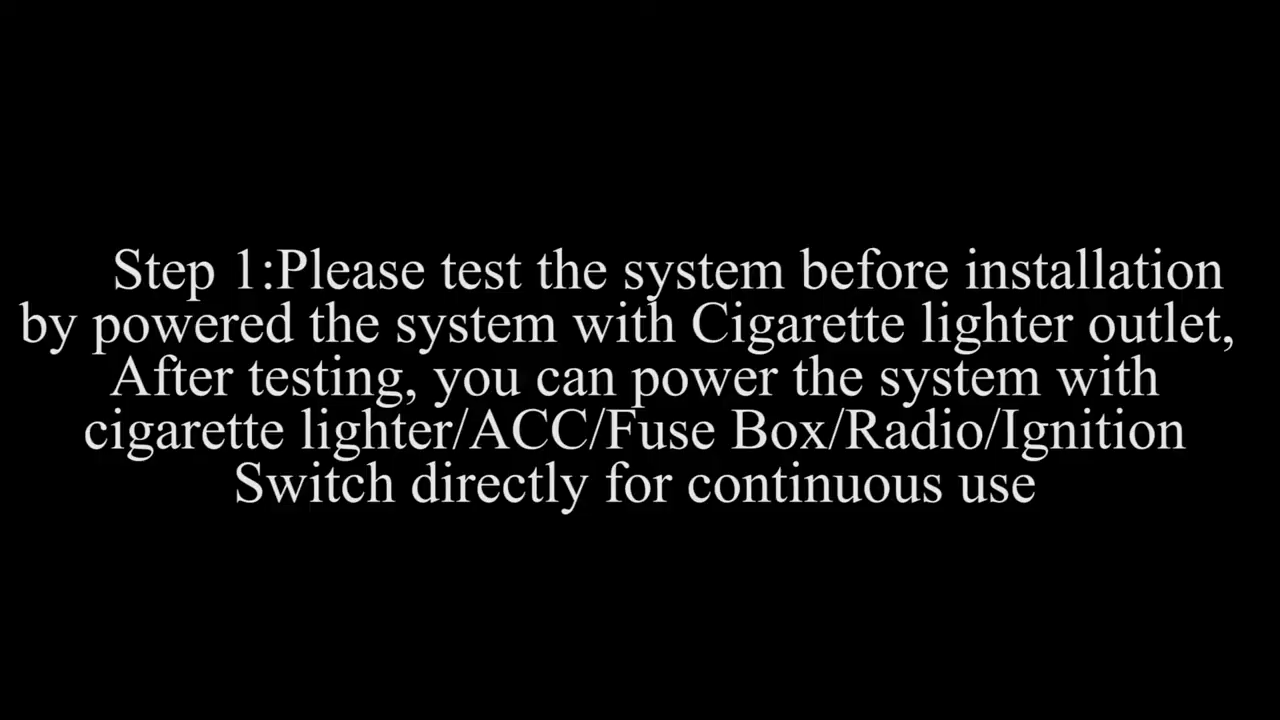 Step 1:Please test the system before installation
by powered the system with Cigarette lighter outlet,
After testing, you can power the system with
cigarette lighter/ACC/Fuse Box/Radio/Ignition
Switch directly for continuous use